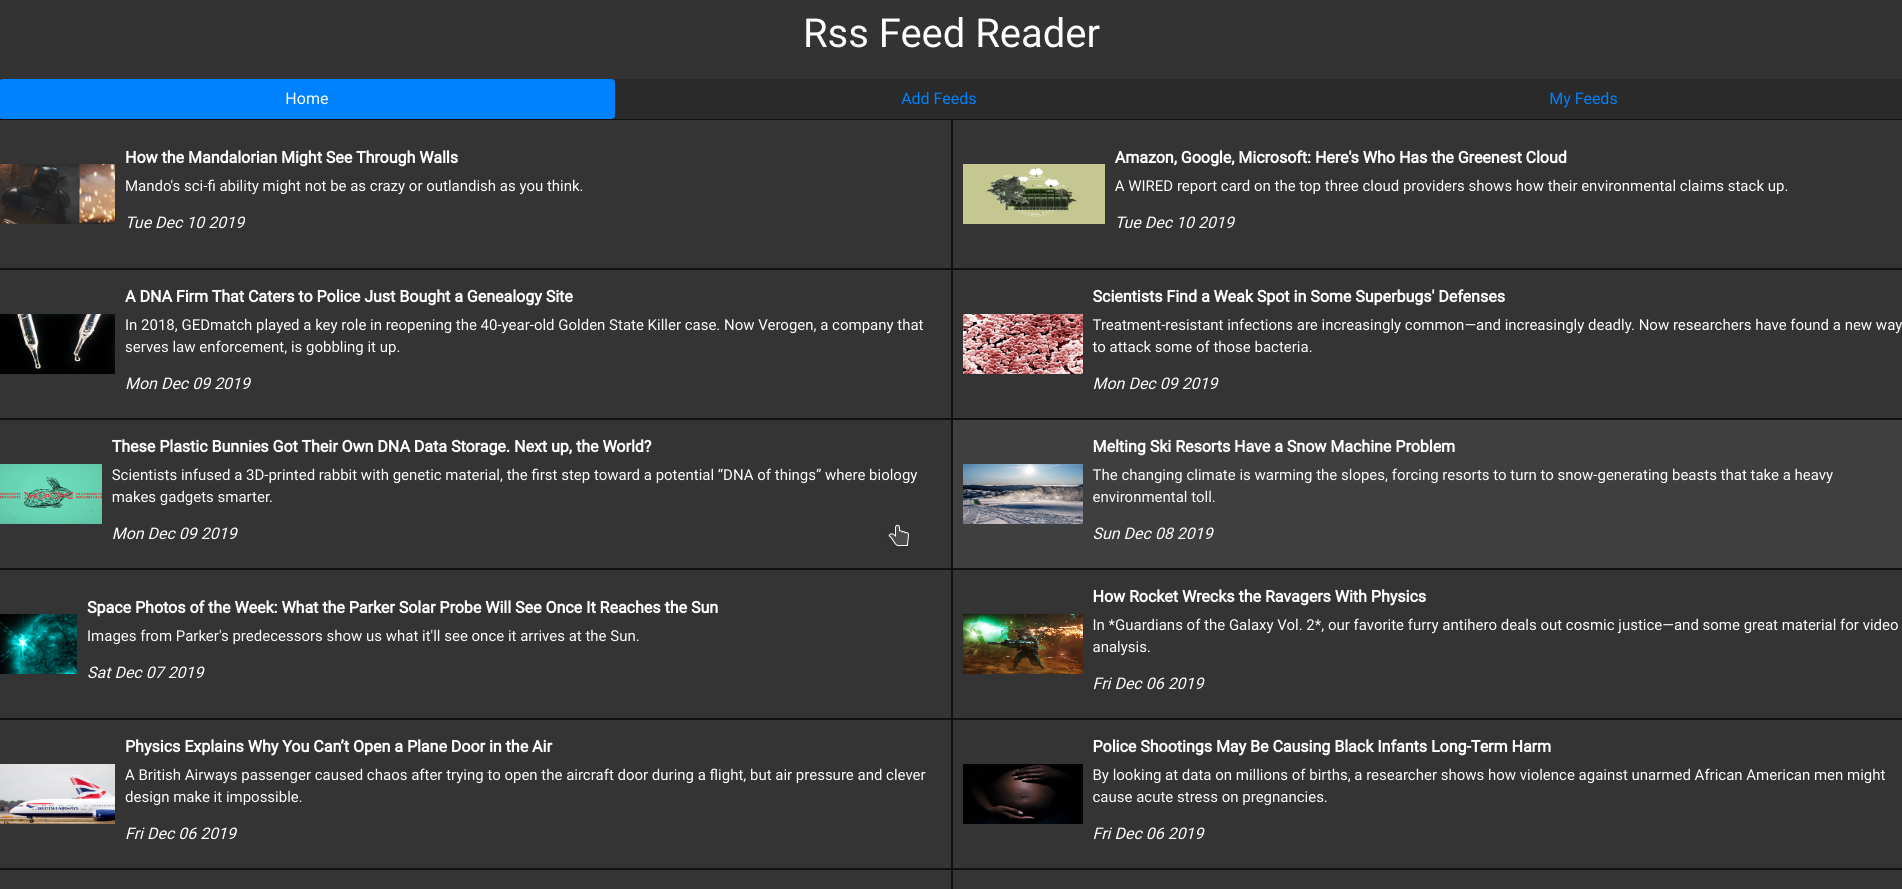 Rss Feed Reader
Home
Add Feeds
My Feeds
How the Mandalorian Might See Through Walls
Mando's sci-fi ability might not be as crazy or outlandish as you think.
Tue Dec 10 2019
Amazon, Google, Microsoft: Here's Who Has the Greenest Cloud
A WIRED report card on the top three cloud providers shows how their environmental claims stack up.
Tue Dec 10 2019
A DNA Firm That Caters to Police Just Bought a Genealogy Site
In 2018, GEDmatch played a key role in reopening the 40-year-old Golden State Killer case. Now Verogen, a company that
serves law enforcement, is gobbling it up.
Mon Dec 09 2019
Scientists Find a Weak Spot in Some Superbugs' Defenses
Treatment-resistant infections are increasingly common—and increasingly deadly. Now researchers have found a new way
to attack some of those bacteria.
Mon Dec 09 2019
These Plastic Bunnies Got Their Own DNA Data Storage. Next up, the World?
Scientists infused a 3D-printed rabbit with genetic material, the first step toward a potential “DNA of things” where biology
makes gadgets smarter.
Mon Dec 09 2019
Melting Ski Resorts Have a Snow Machine Problem
The changing climate is warming the slopes, forcing resorts to turn to snow-generating beasts that take a heavy
environmental toll.
Sun Dec 08 2019
Space Photos of the Week: What the Parker Solar Probe Will See Once It Reaches the Sun
Images from Parker's predecessors show us what it'll see once it arrives at the Sun.
Sat Dec 07 2019
How Rocket Wrecks the Ravagers With Physics
In *Guardians of the Galaxy Vol. 2*, our favorite furry antihero deals out cosmic justice—and some great material for video
analysis.
Fri Dec 06 2019
Physics Explains Why You Can’t Open a Plane Door in the Air
A British Airways passenger caused chaos after trying to open the aircraft door during a flight, but air pressure and clever
design make it impossible.
Fri Dec 06 2019
Police Shootings May Be Causing Black Infants Long-Term Harm
By looking at data on millions of births, a researcher shows how violence against unarmed African American men might
cause acute stress on pregnancies.
Fri Dec 06 2019